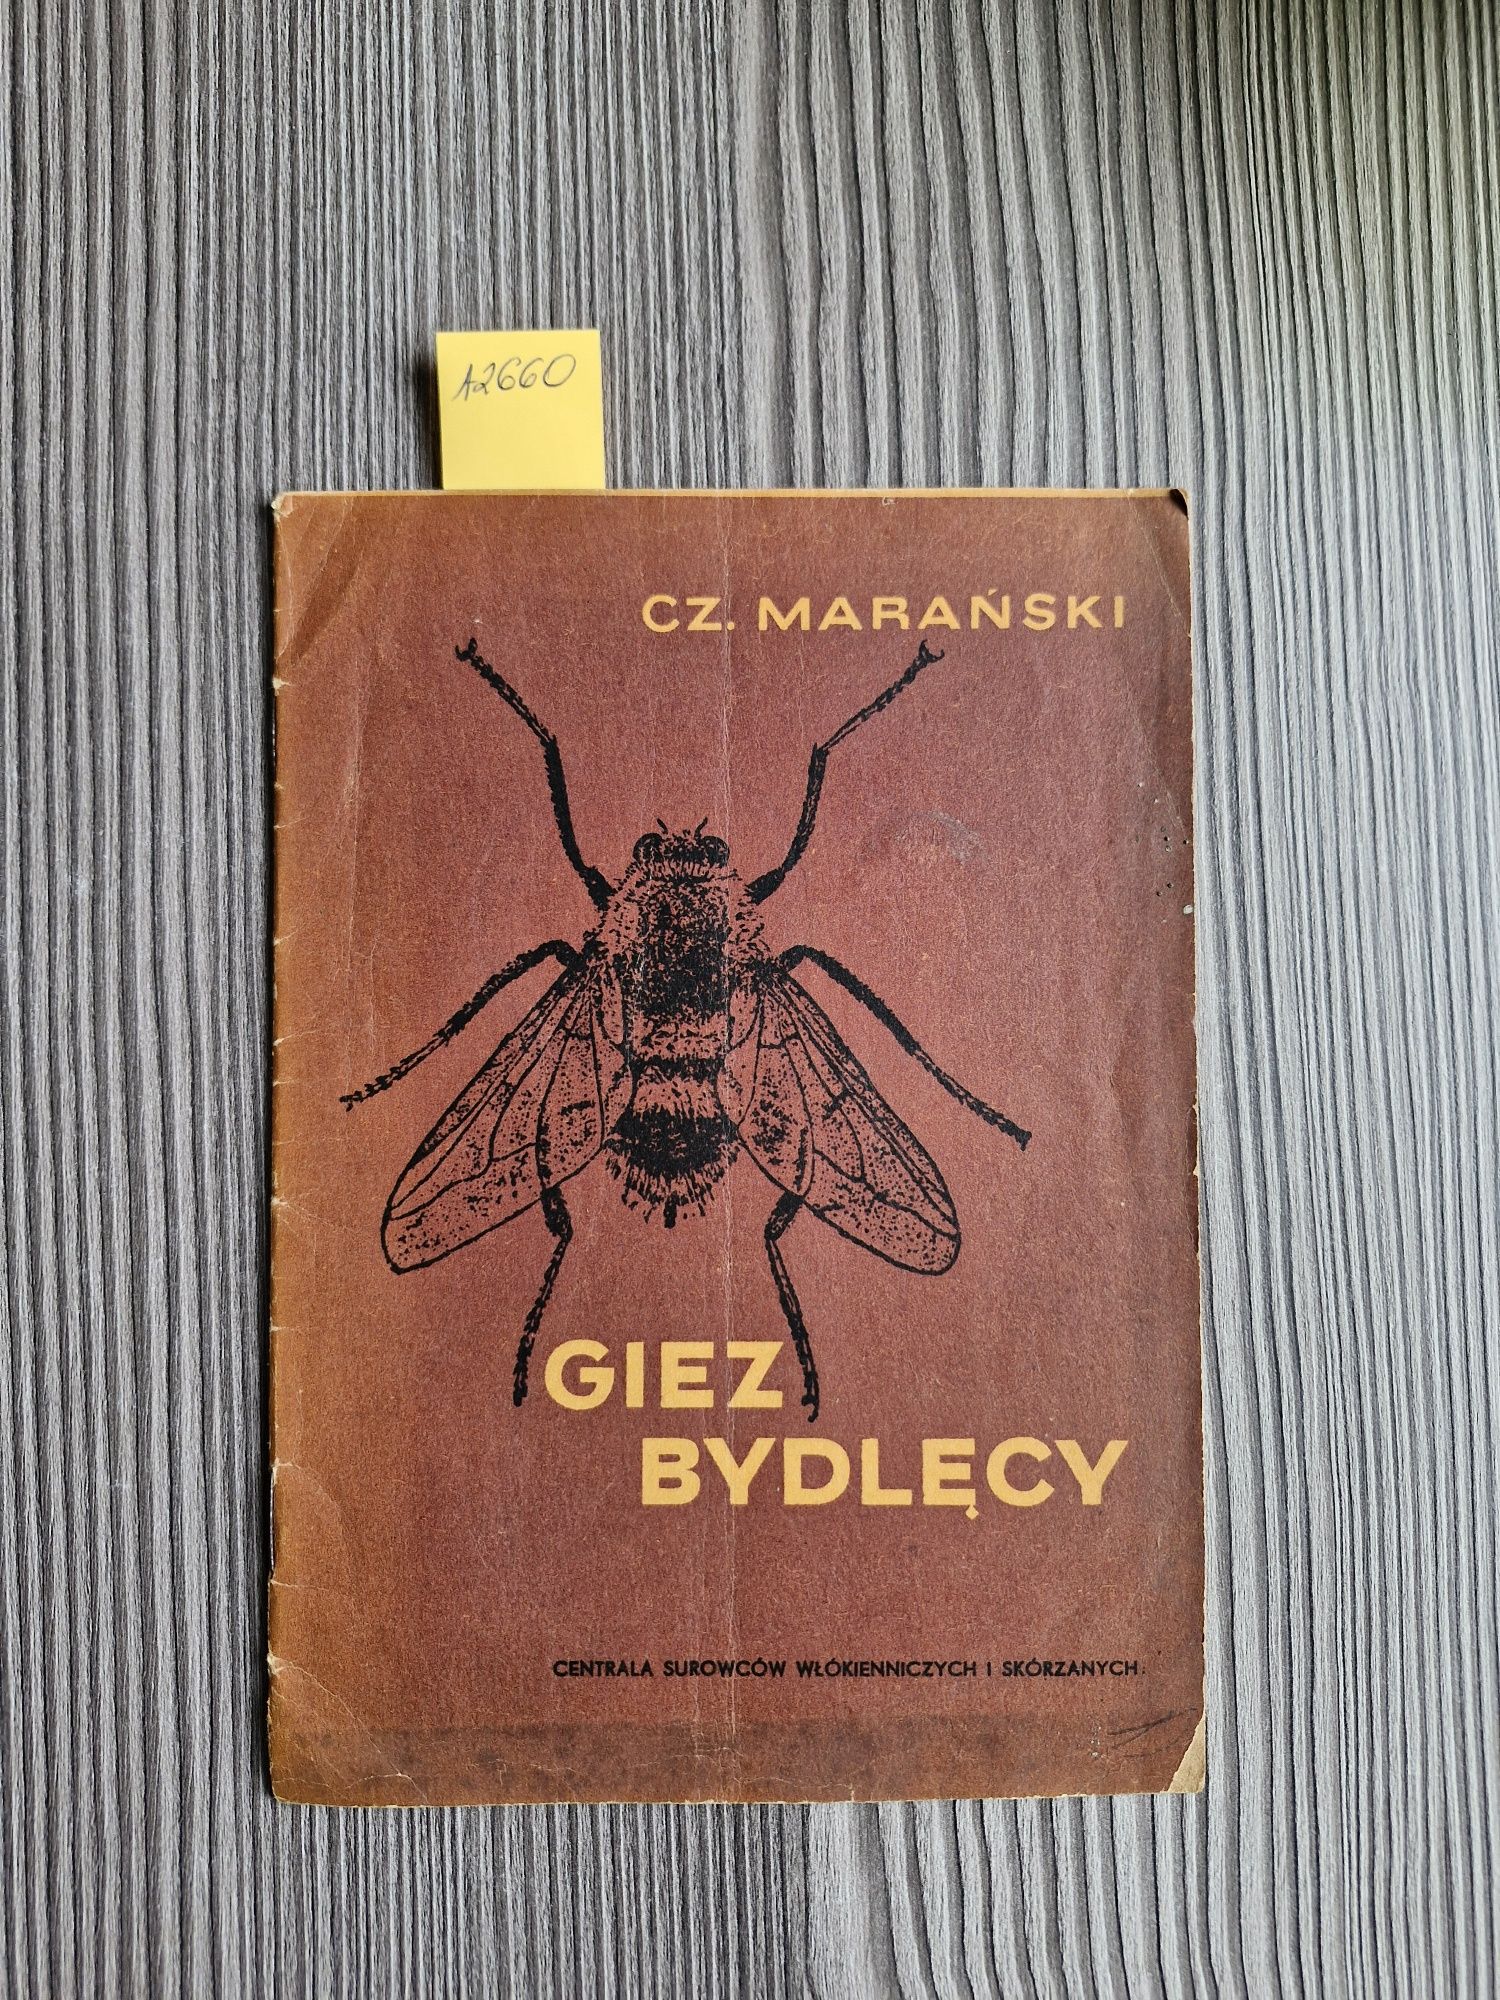 A2660
CZ. MARAŃSKI
GIEZ
BYDLĘCY
CENTRALA SUROWCÓW WŁÓKIENNICZYCH I SKÓRZANYCH